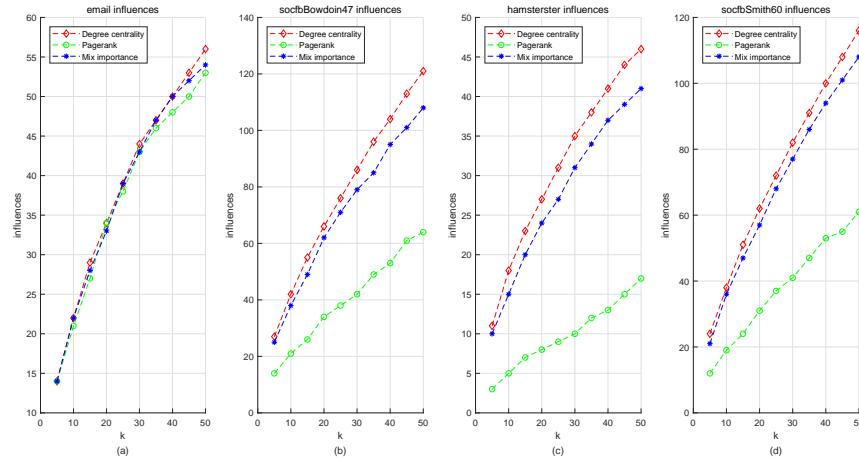 email influences
Degree centrality
Pagerank
Mix importance
60
55
50
45
40
35
30
25
20
15
10
influences
0 10 20 30 40 50
k
(a)
socfbBowdoin47 influences
Degree centrality
Pagerank
Mix importance
140
120
100
80
60
40
20
0
influences
0 10 20 30 40 50
k
(b)
hamsterster influences
Degree centrality
Pagerank
Mix importance
50
45
40
35
30
25
20
15
10
5
0
influences
0 10 20 30 40 50
k
(c)
socfbSmith60 influences
Degree centrality
Pagerank
Mix importance
120
100
80
60
40
20
0
influences
0 10 20 30 40 50
k
(d)